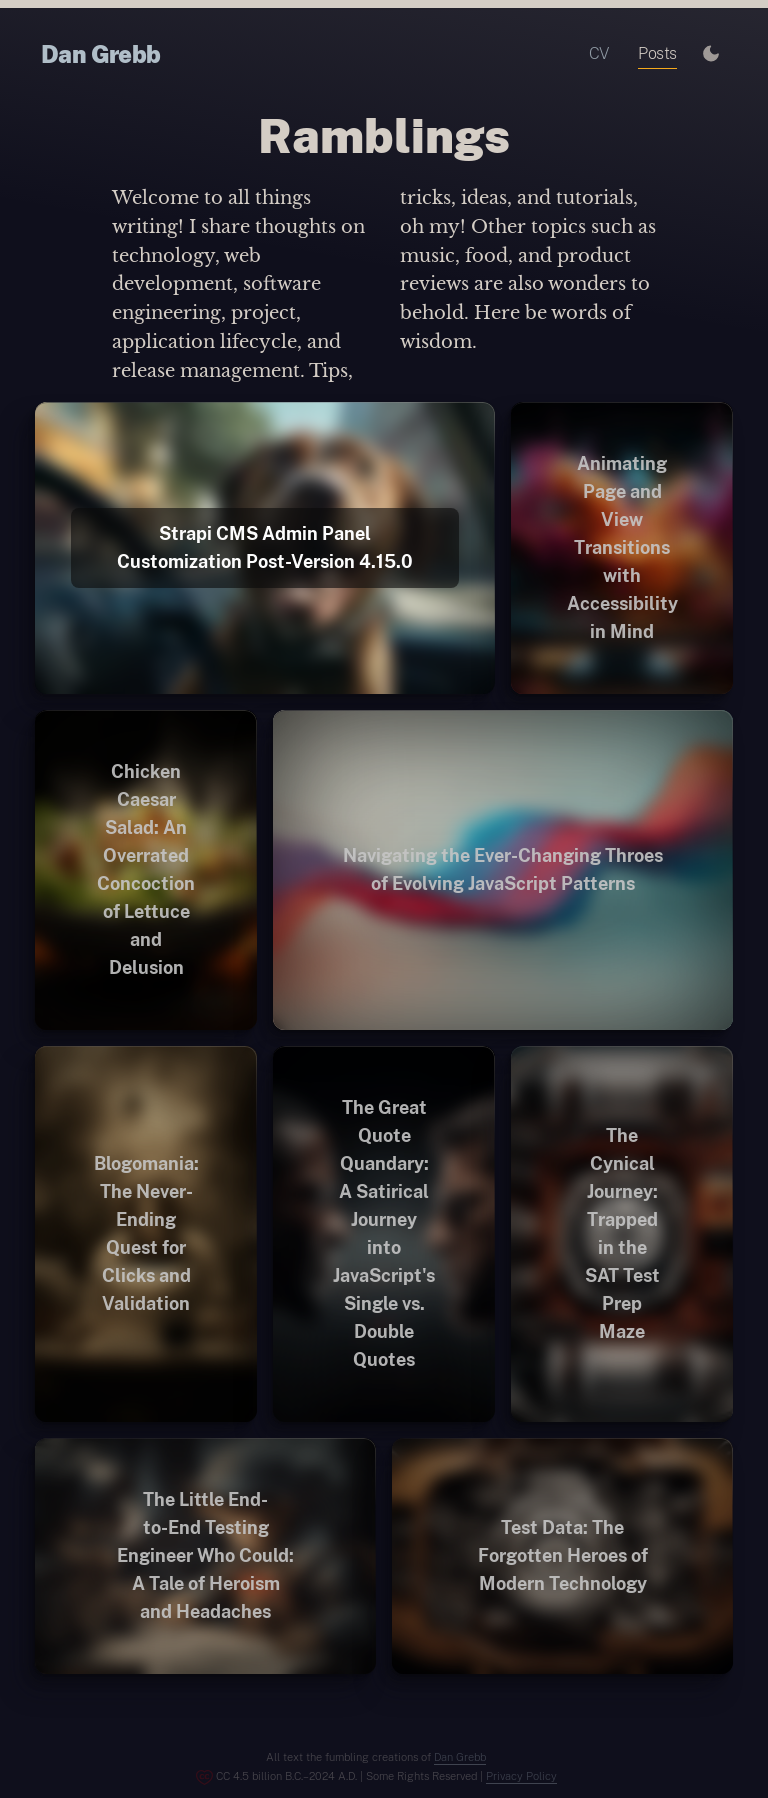 Dan Grebb
CV
Posts
Ramblings
Welcome to all things
writing! I share thoughts on
technology, web
development, software
engineering, project,
application lifecycle, and
release management. Tips,
tricks, ideas, and tutorials,
oh my! Other topics such as
music, food, and product
reviews are also wonders to
behold. Here be words of
wisdom.
Strapi CMS Admin Panel
Customization Post-Version 4.15.0
Animating
Page and
View
Transitions
with
Accessibility
in Mind
Chicken
Caesar
Salad: An
Overrated
Concoction
of Lettuce
and
Delusion
Navigating the Ever-Changing Throes
of Evolving JavaScript Patterns
Blogomania:
The Never-
Ending
Quest for
Clicks and
Validation
The Great
Quote
Quandary:
A Satirical
Journey
into
JavaScript's
Single vs.
Double
Quotes
The
Cynical
Journey:
Trapped
in the
SAT Test
Prep
Maze
The Little End-
to-End Testing
Engineer Who Could:
A Tale of Heroism
and Headaches
Test Data: The
Forgotten Heroes of
Modern Technology
All text the fumbling creations of Dan Grebb
CC 4.5 billion B.C.–2024 A.D. | Some Rights Reserved | Privacy Policy